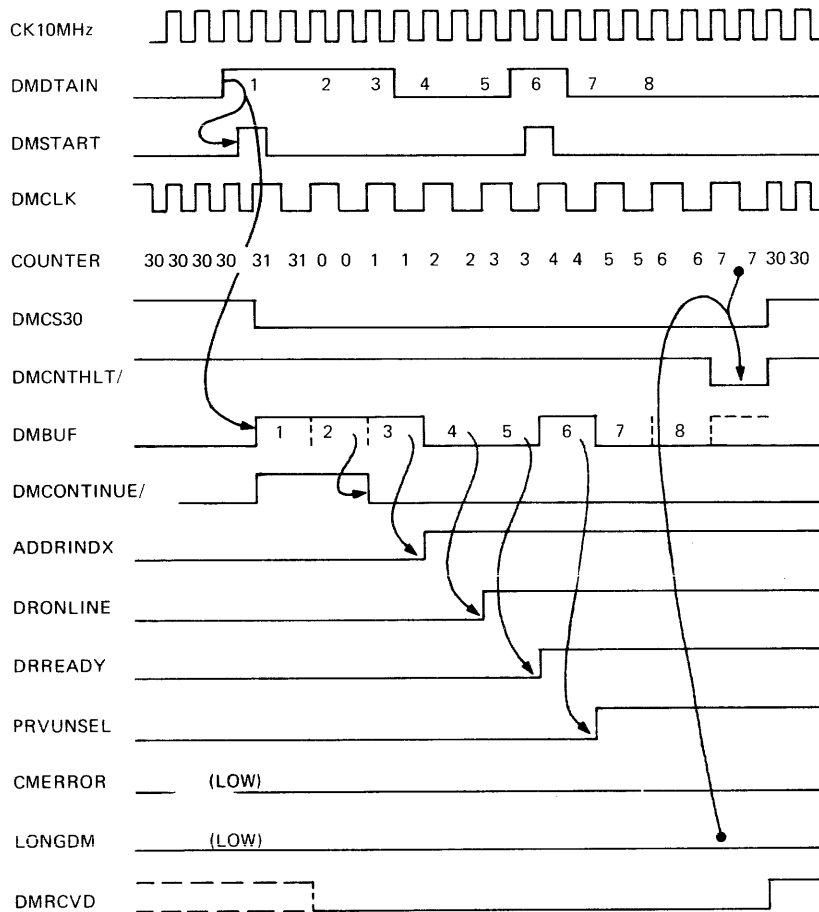 CK10MHz
DMDTAIN 1 2 3 4 5 6 7 8
DMSTART
DMCLK
COUNTER 30 30 30 30 31 31 0 0 1 1 2 2 3 3 4 4 5 5 6 6 7 7 30 30
DMCS30
DMCNTHLT/
DMBUF 1 2 3 4 5 6 7 8
DMCONTINUE/
ADDRINDX
DRONLINE
DRREADY
PRVUNSEL
CMERROR (LOW)
LONGDM (LOW)
DMRCVD